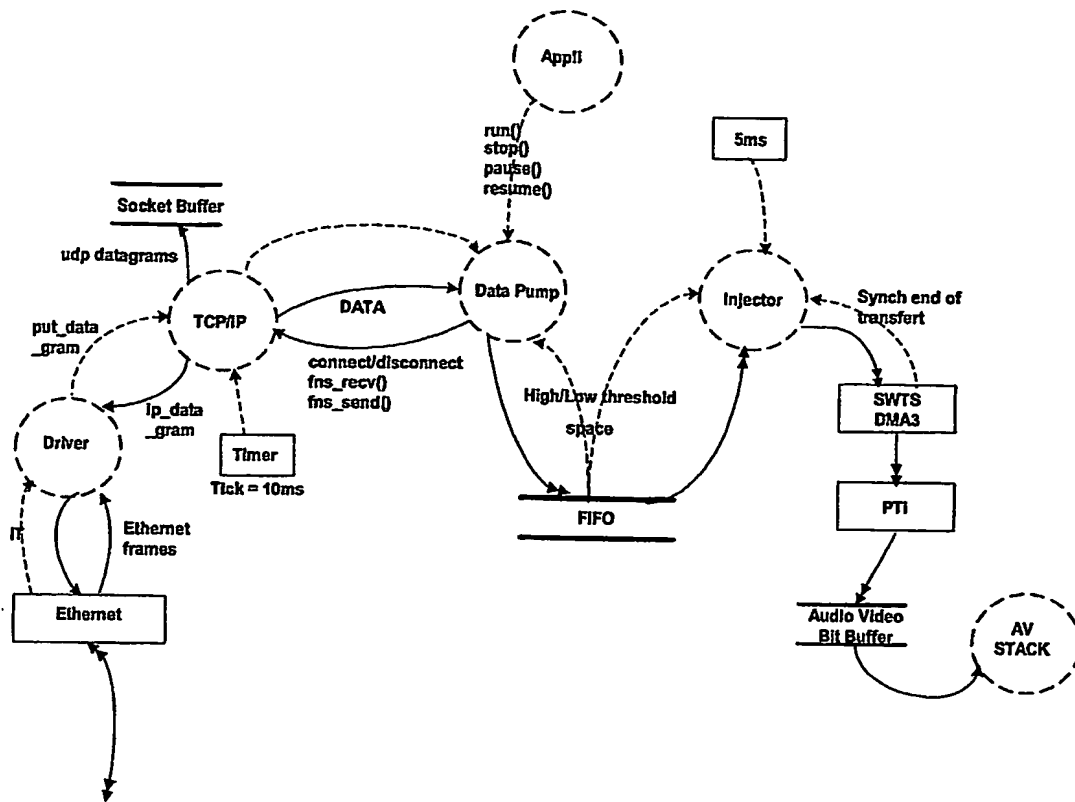 Appli
run()
stop()
pause()
resume()
5ms
Socket Buffer
udp datagrams
Data Pump
Injector
TCP/IP
DATA
Synch end of
transfert
put_data
_gram
connect/disconnect
fns_recv()
fns_send()
High/Low threshold
space
ip_data
_gram
SWTS
DMA3
Driver
Timer
Tick = 10ms
PTI
FIFO
IT
Ethernet
frames
Ethernet
Audio Video
Bit Buffer
AV
STACK